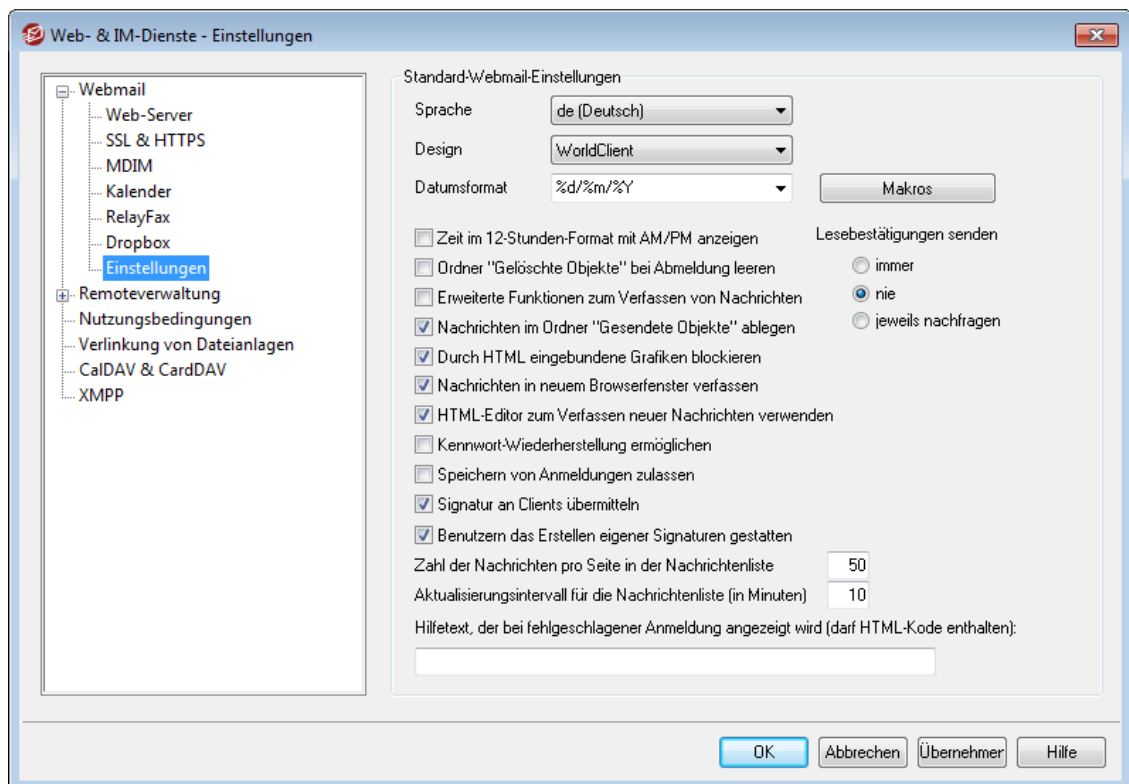 Web- & IM-Dienste - Einstellungen
Webmail
Web-Server
SSL & HTTPS
MDIM
Kalender
RelayFax
Dropbox
Einstellungen
Remoteverwaltung
Nutzungsbedingungen
Verlinkung von Dateianlagen
CalDAV & CardDAV
XMPP
Standard-Webmail-Einstellungen
Sprache de (Deutsch)
Design WorldClient
Datumsformat %d/%m/%Y Makros
Zeit im 12-Stunden-Format mit AM/PM anzeigen
Ordner "Gelöschte Objekte" bei Abmeldung leeren
Erweiterte Funktionen zum Verfassen von Nachrichten
Nachrichten im Ordner "Gesendete Objekte" ablegen
Durch HTML eingebundene Grafiken blockieren
Nachrichten in neuem Browserfenster verfassen
HTML-Editor zum Verfassen neuer Nachrichten verwenden
Kennwort-Wiederherstellung ermöglichen
Speichern von Anmeldungen zulassen
Signatur an Clients übermitteln
Benutzern das Erstellen eigener Signaturen gestatten
Lesebestätigungen senden
immer
nie
jeweils nachfragen
Zahl der Nachrichten pro Seite in der Nachrichtenliste 50
Aktualisierungsintervall für die Nachrichtenliste (in Minuten) 10
Hilfetext, der bei fehlgeschlagener Anmeldung angezeigt wird (darf HTML-Kode enthalten):
OK Abbrechen Übernehmer Hilfe